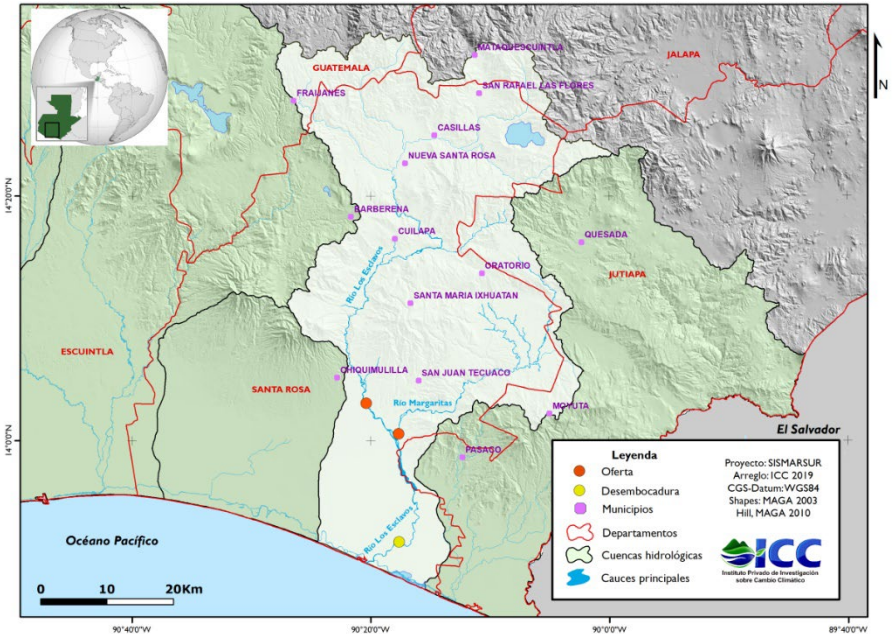 MATAQUESCUINTLA
JALAPA
GUATEMALA
SAN RAFAEL LAS FLORES
FRAIJANES
CASILLAS
NUEVA SANTA ROSA
N
14°20'0"N
BARBERENA
CUILAPA
QUESADA
Río Los Esclavos
ORATORIO
JUTIAPA
SANTA MARIA IXHUATAN
ESCUINTLA
SANTA ROSA
CHIQUIMULILLA
SAN JUAN TECUACO
Río Margaritas
MOYUTA
El Salvador
14°0'0"N
PASACO
Río Los Esclavos
Océano Pacífico
0 10 20Km
Leyenda
Oferta
Desembocadura
Municipios
Departamentos
Cuencas hidrológicas
Cauces principales
Proyecto: SISMARSUR
Arreglo: ICC 2019
CGS-Datum: WGS84
Shapes: MAGA 2003
Hill, MAGA 2010
ICC
Instituto Privado de Investigación
sobre Cambio Climático
90°40'0"W
90°20'0"W
90°0'0"W
89°40'0"W